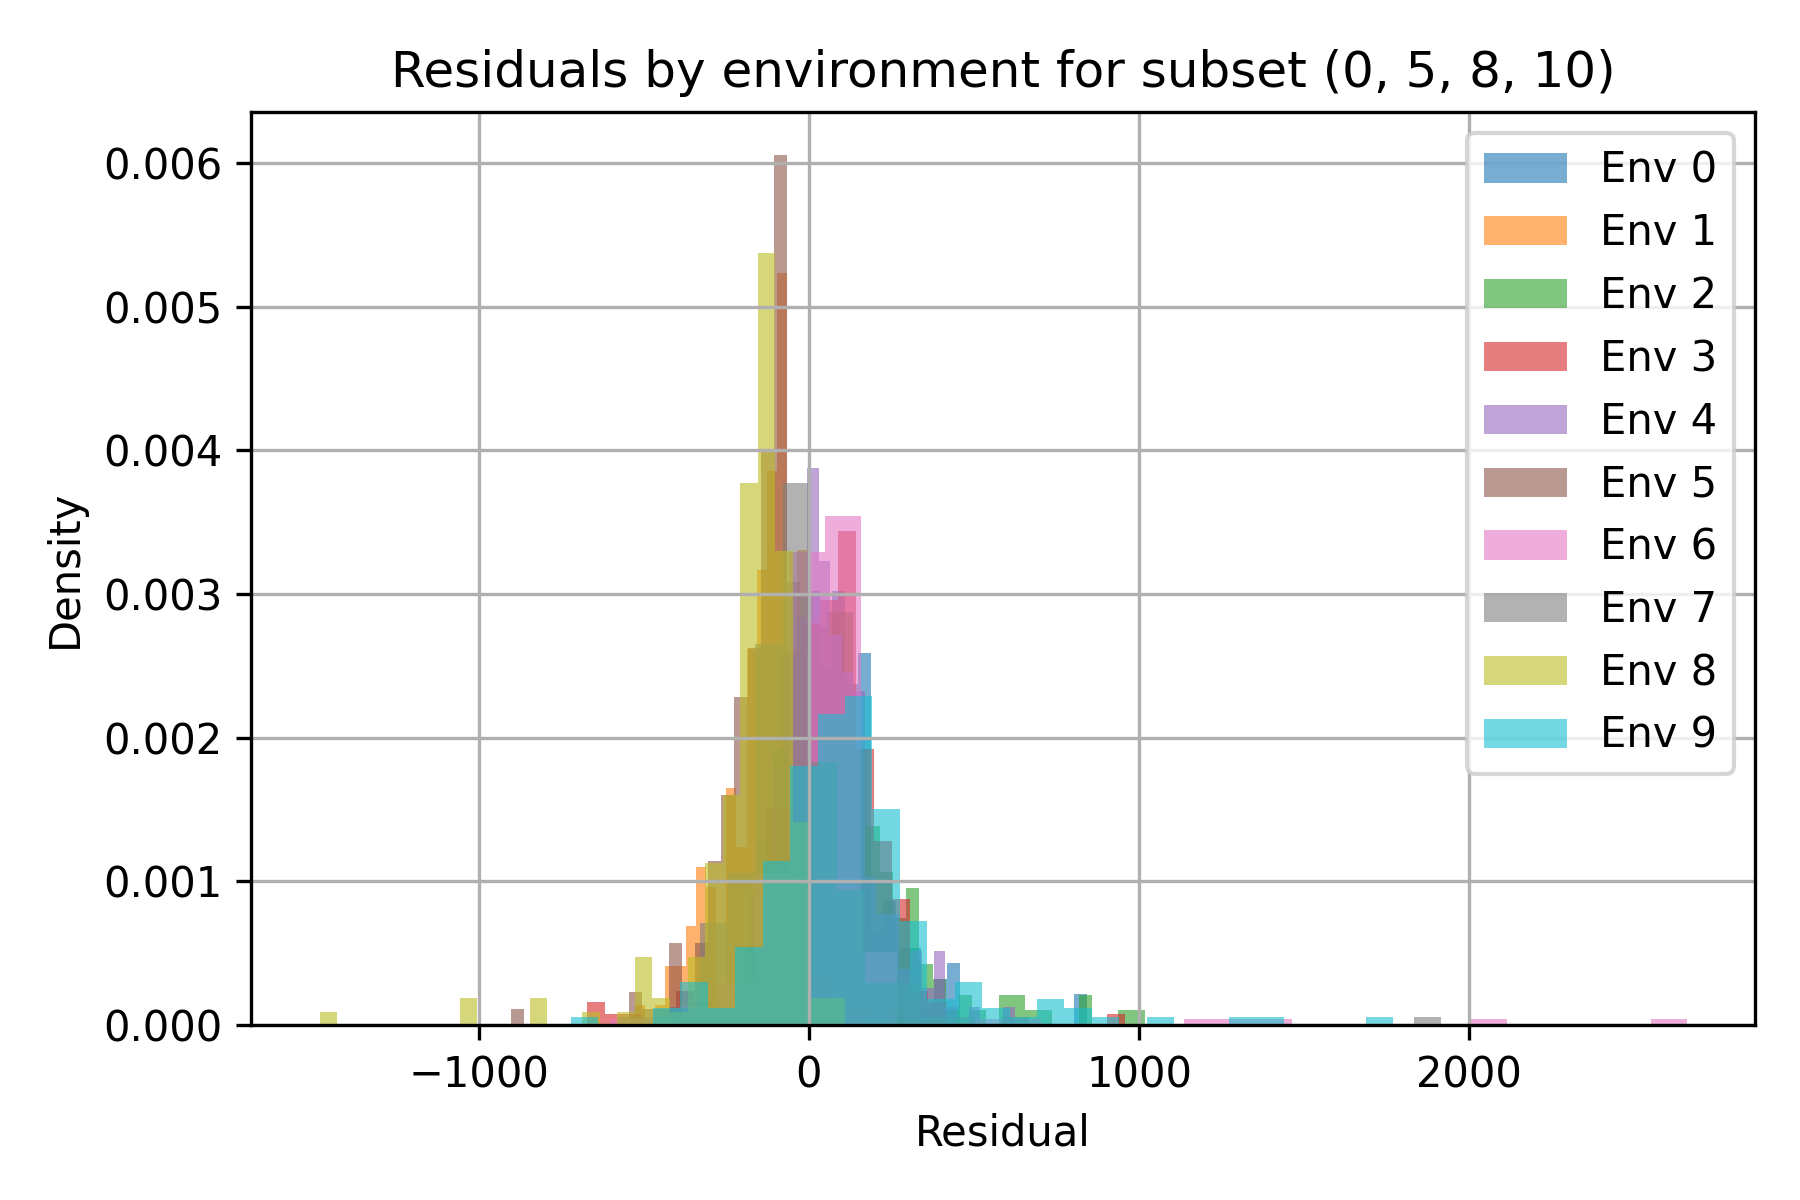 Residuals by environment for subset (0, 5, 8, 10)
0.006
0.005
0.004
0.003
0.002
0.001
0.000
Density
−1000
0
1000
2000
Residual
Env 0
Env 1
Env 2
Env 3
Env 4
Env 5
Env 6
Env 7
Env 8
Env 9